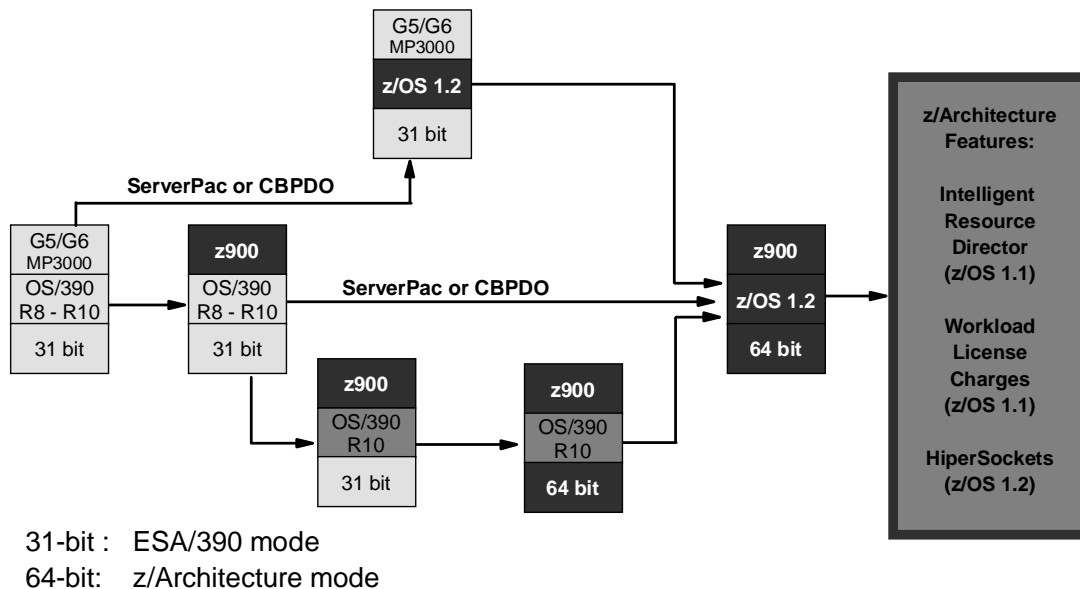 G5/G6
MP3000
z/OS 1.2
31 bit
ServerPac or CBPDO
G5/G6
MP3000
OS/390
R8 - R10
31 bit
z900
OS/390
R8 - R10
31 bit
ServerPac or CBPDO
z900
OS/390
R10
31 bit
z900
OS/390
R10
64 bit
z900
z/OS 1.2
64 bit
z/Architecture
Features:
Intelligent
Resource
Director
(z/OS 1.1)
Workload
License
Charges
(z/OS 1.1)
HiperSockets
(z/OS 1.2)
31-bit : ESA/390 mode
64-bit: z/Architecture mode